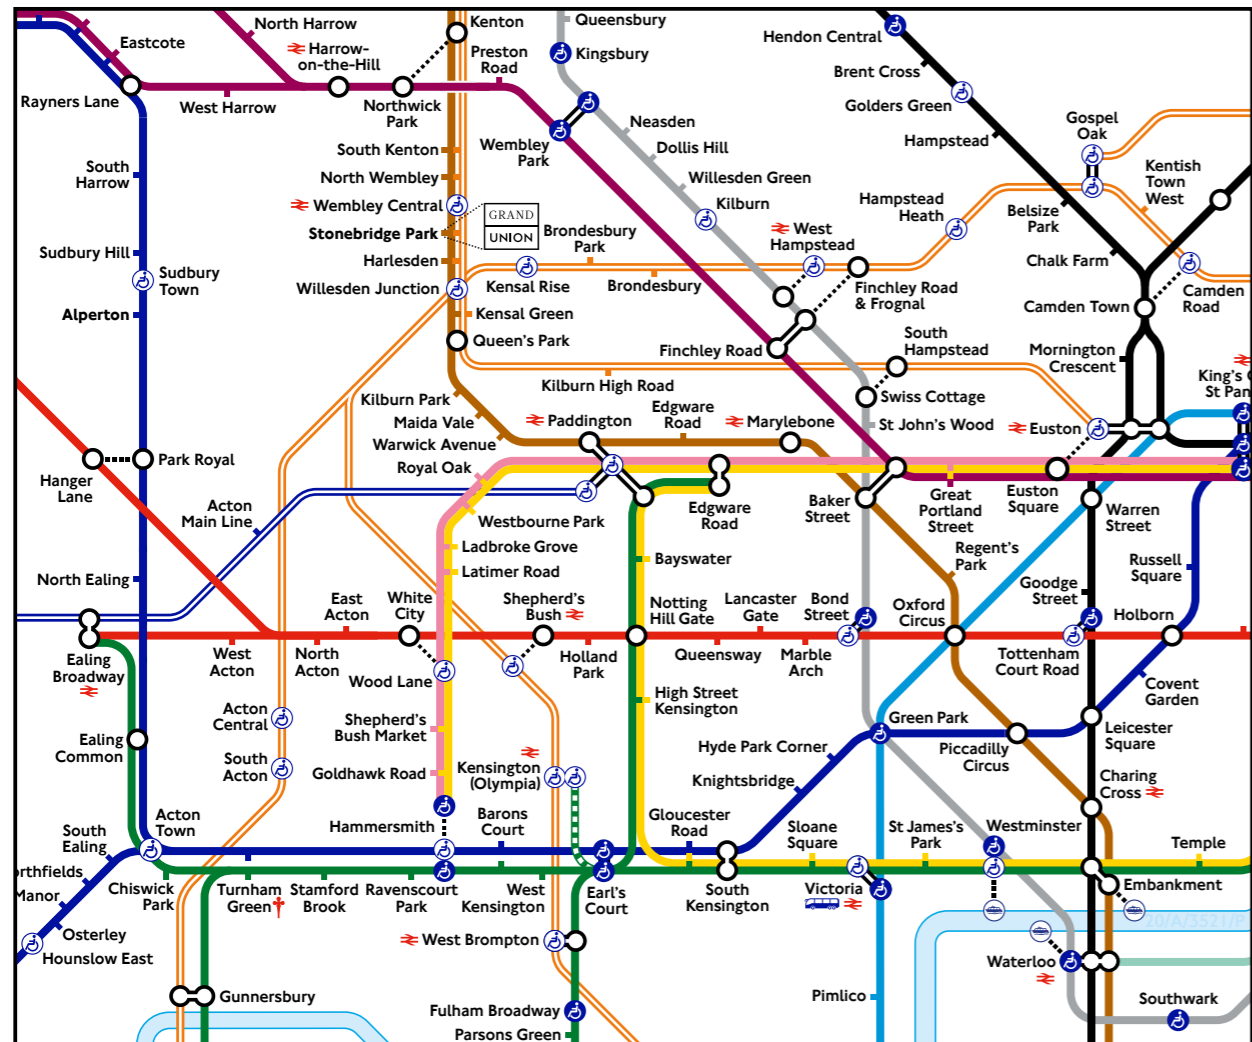 Queensbury
Kenton
North Harrow
Hendon Central
Eastcote
Harrow-
on-the-Hill
Preston
Road
Kingsbury
Brent Cross
Rayners Lane
West Harrow
Northwick
Park
Golders Green
Gospel
Oak
Neasden
Hampstead
South Kenton
Wembley
Park
Dollis Hill
South
Harrow
North Wembley
Willesden Green
Kentish
Town
West
Wembley Central
Kilburn
Hampstead
Heath
Belsize
Park
GRAND
UNION
Stonebridge Park
Brondesbury
Park
West
Hampstead
Sudbury Hill
Harlesden
Chalk Farm
Sudbury
Town
Willesden Junction
Kensal Rise
Brondesbury
Finchley Road
& Frognal
Camden
Road
Alperton
Kensal Green
Camden Town
Queen's Park
Finchley Road
South
Hampstead
Mornington
Crescent
Kilburn High Road
King's C
St Pan
Kilburn Park
Swiss Cottage
Maida Vale
Paddington
Edgware
Road
Marylebone
St John's Wood
Euston
Warwick Avenue
Park Royal
Royal Oak
Hanger
Lane
Acton
Main Line
Westbourne Park
Edgware
Road
Baker
Street
Great
Portland
Street
Euston
Square
Warren
Street
Ladbroke Grove
Bayswater
Regent's
Park
Russell
Square
North Ealing
Latimer Road
Goodge
Street
East
Acton
White
City
Shepherd's
Bush
Notting
Hill Gate
Lancaster
Gate
Bond
Street
Oxford
Circus
Holborn
Ealing
Broadway
West
Acton
North
Acton
Wood Lane
Holland
Park
Queensway
Marble
Arch
Tottenham
Court Road
Covent
Garden
Acton
Central
Shepherd's
Bush Market
High Street
Kensington
Green Park
Leicester
Square
Ealing
Common
South
Acton
Goldhawk Road
Kensington
(Olympia)
Hyde Park Corner
Piccadilly
Circus
Knightsbridge
Charing
Cross
Acton
Town
Hammersmith
Barons
Court
Gloucester
Road
Sloane
Square
St James's
Park
Westminster
Temple
South
Ealing
rthfields
Manor
Chiswick
Park
Turnham
Green
Stamford
Brook
Ravenscourt
Park
West
Kensington
Earl's
Court
South
Kensington
Victoria
Embankment
20/A/3521/P
Osterley
Hounslow East
West Brompton
Waterloo
Gunnersbury
Fulham Broadway
Pimlico
Southwark
Parsons Green